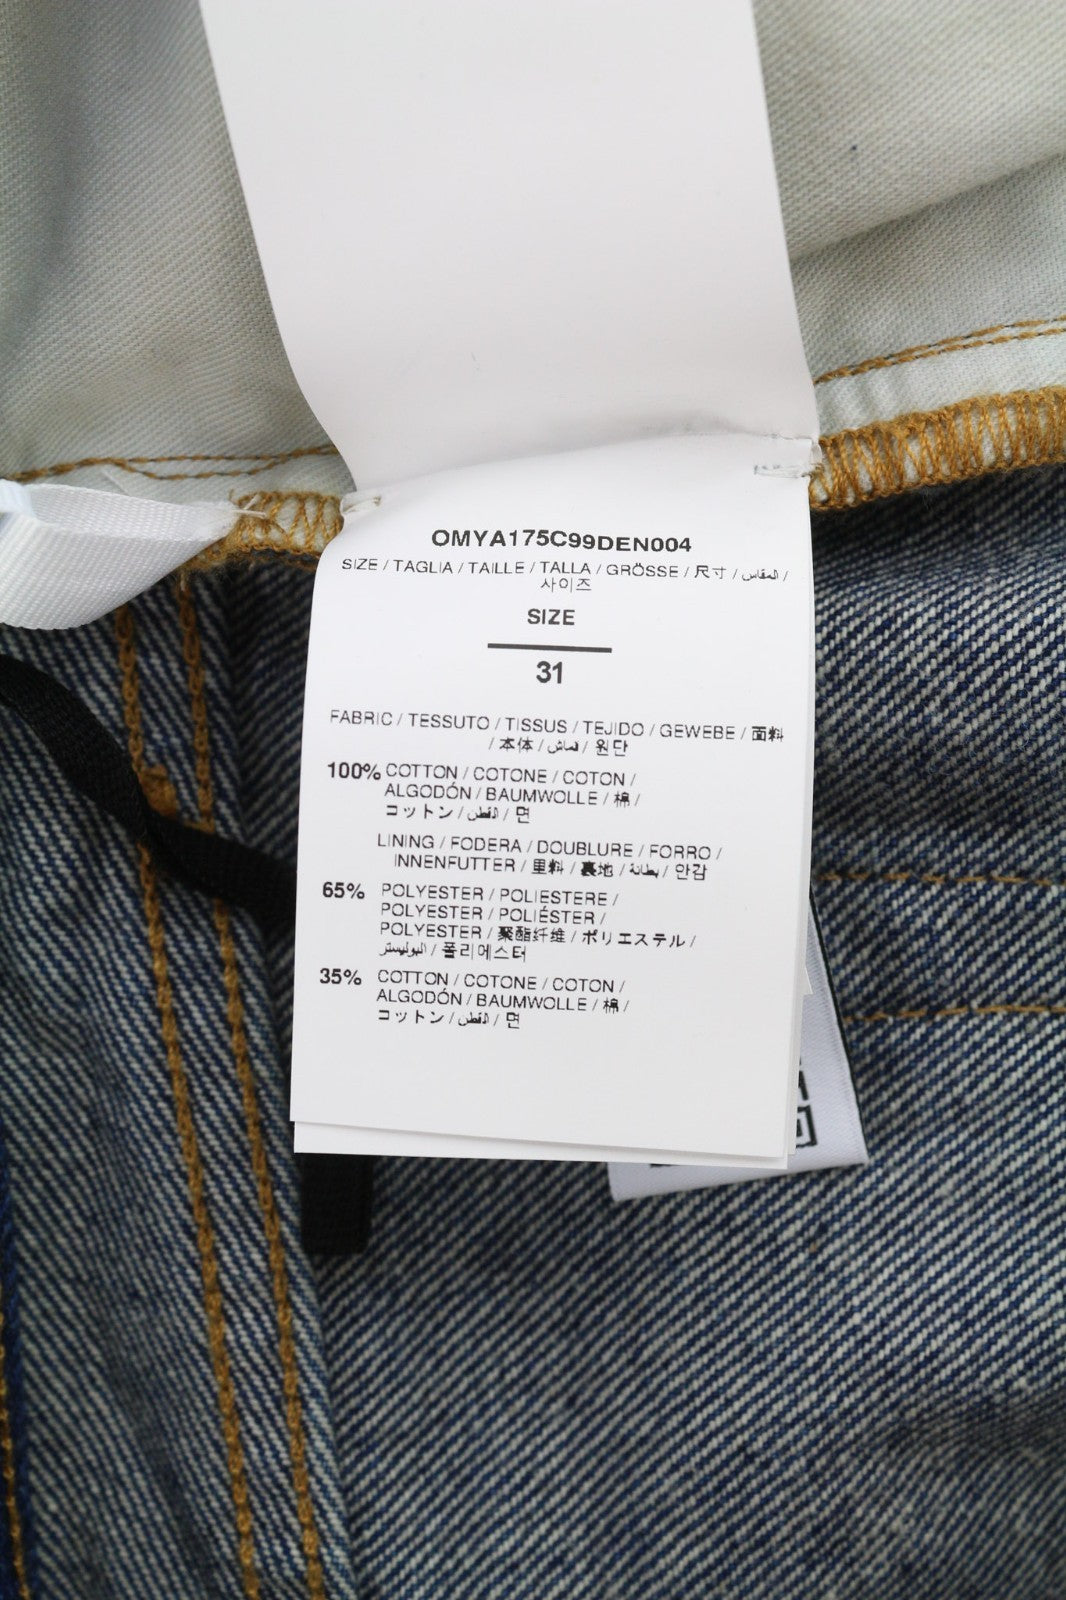 OMYA175C99DEN004
SIZE / TAGLIA / TAILLE / TALLA / GRÖSSE / 尺寸 / المقاس /
사이즈
SIZE
31
FABRIC / TESSUTO / TISSUS / TEJIDO / GEWEBE / 面料
/ 本体 / قماش / 원단
100% COTTON / COTONE / COTON /
ALGODÓN / BAUMWOLLE / 棉 /
コットン / القطن / 면
LINING / FODERA / DOUBLURE / FORRO /
INNENFUTTER / 里料 / 裏地 / بطانة / 안감
65% POLYESTER / POLIESTERE /
POLYESTER / POLIÉSTER /
POLYESTER / 聚酯纤维 / ポリエステル /
البوليستر / 폴리에스터
35% COTTON / COTONE / COTON /
ALGODÓN / BAUMWOLLE / 棉 /
コットン / القطن / 면